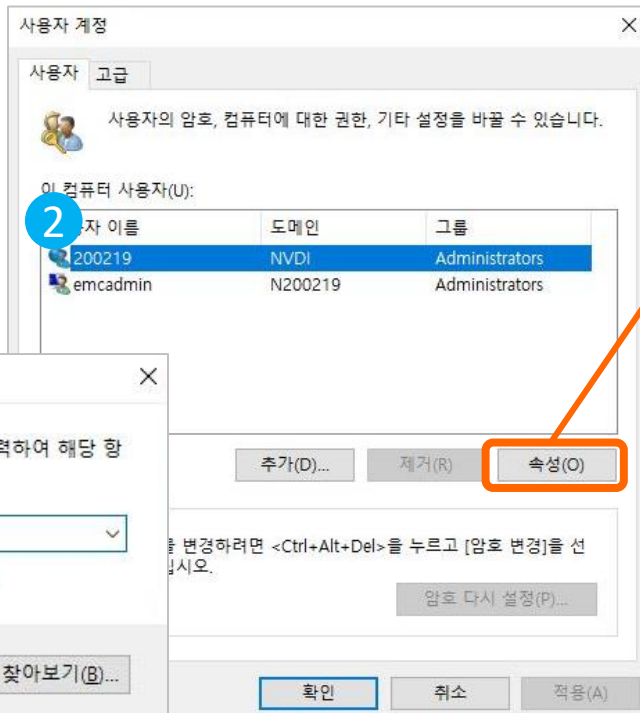 사용자 계정
사용자 고급
사용자의 암호, 컴퓨터에 대한 권한, 기타 설정을 바꿀 수 있습니다.
이 컴퓨터 사용자(U):
2
자 이름 도메인 그룹
200219 NVDI Administrators
emcadmin N200219 Administrators
력하여 해당 항
추가(D)... 제거(R) 속성(O)
변경하려면 <Ctrl+Alt+Del>을 누르고 [암호 변경]을 선
십시오.
암호 다시 설정(P)...
찾아보기(B)...
확인 취소 적용(A)